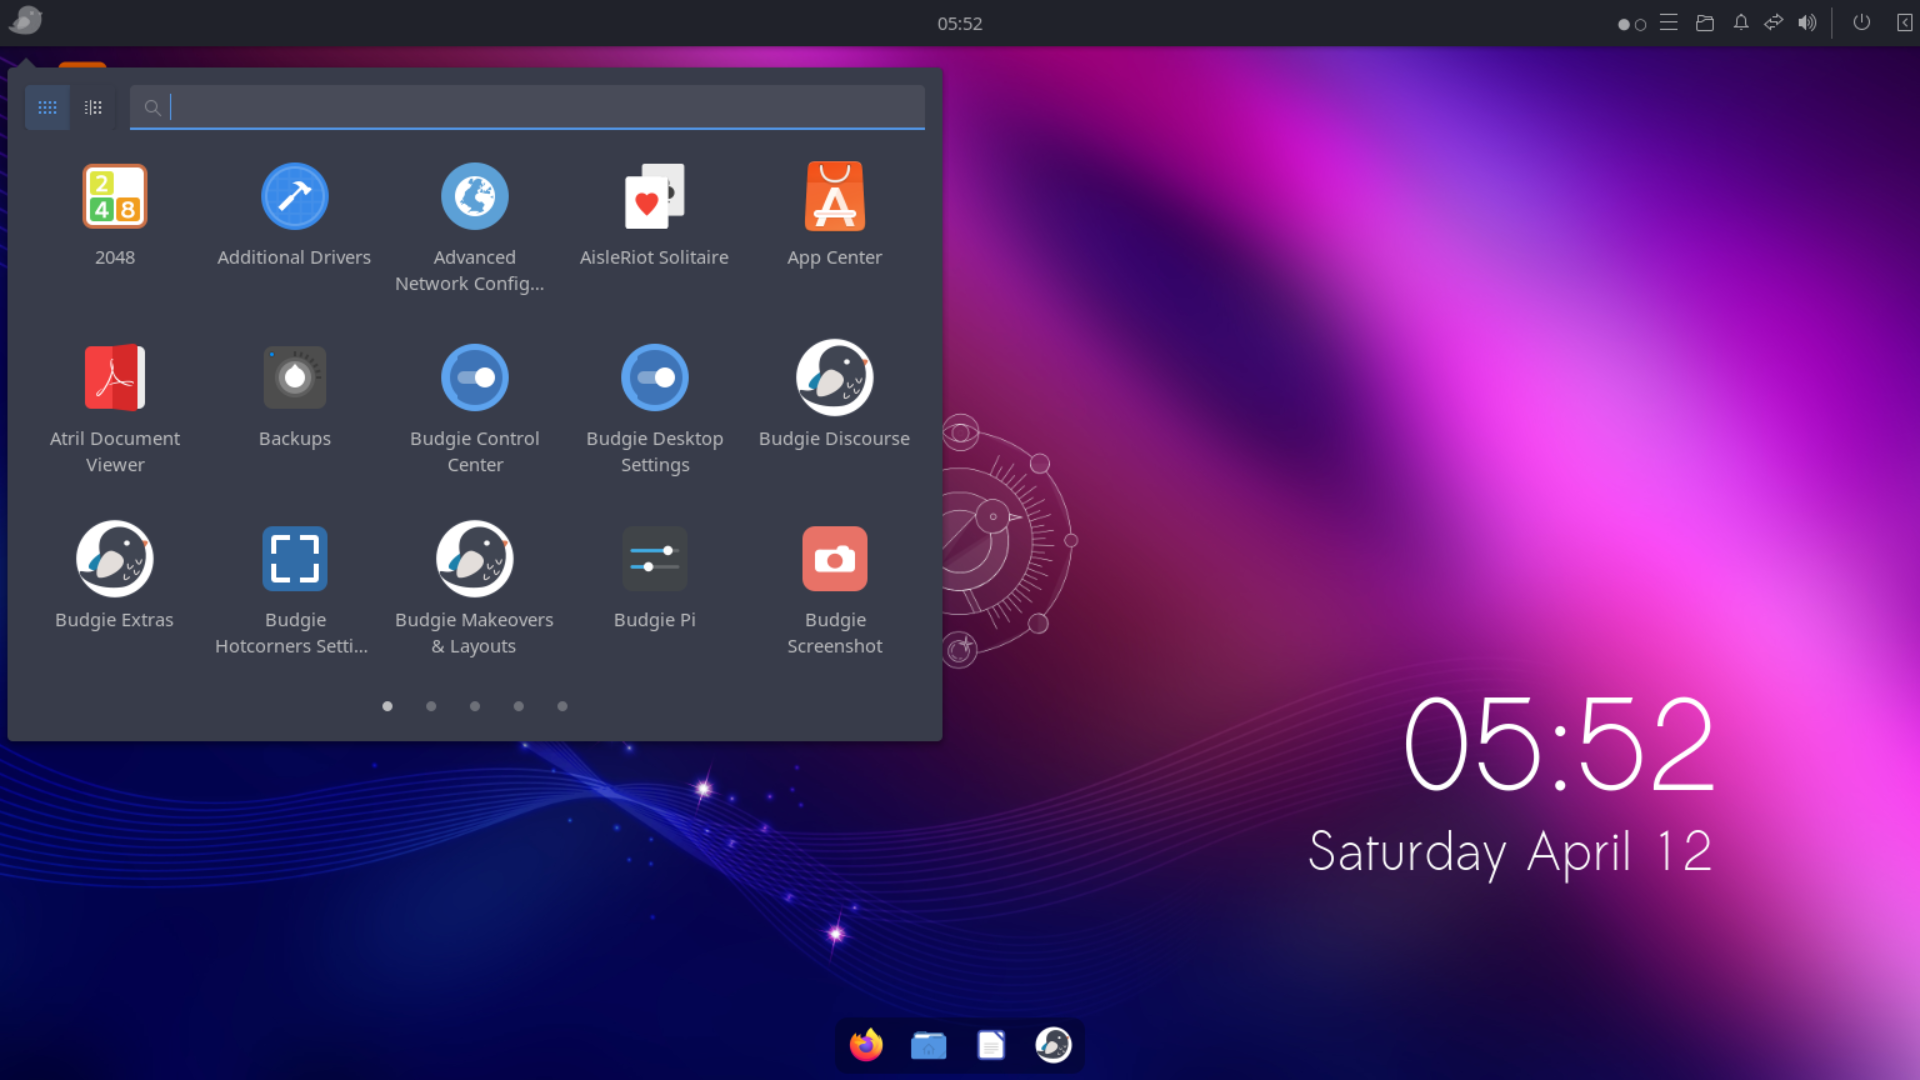 05:52
2048
Additional Drivers
Advanced
Network Config...
AisleRiot Solitaire
App Center
Atril Document
Viewer
Backups
Budgie Control
Center
Budgie Desktop
Settings
Budgie Discourse
Budgie Extras
Budgie
Hotcorners Setti...
Budgie Makeovers
& Layouts
Budgie Pi
Budgie
Screenshot
05:52
Saturday April 12